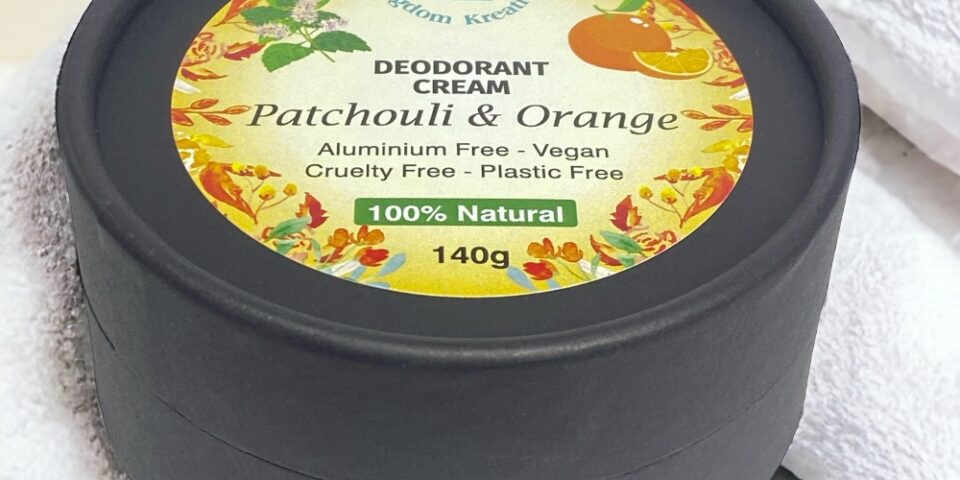 DEODORANT
CREAM
Patchouli & Orange
Aluminium Free - Vegan
Cruelty Free - Plastic Free
100% Natural
140g